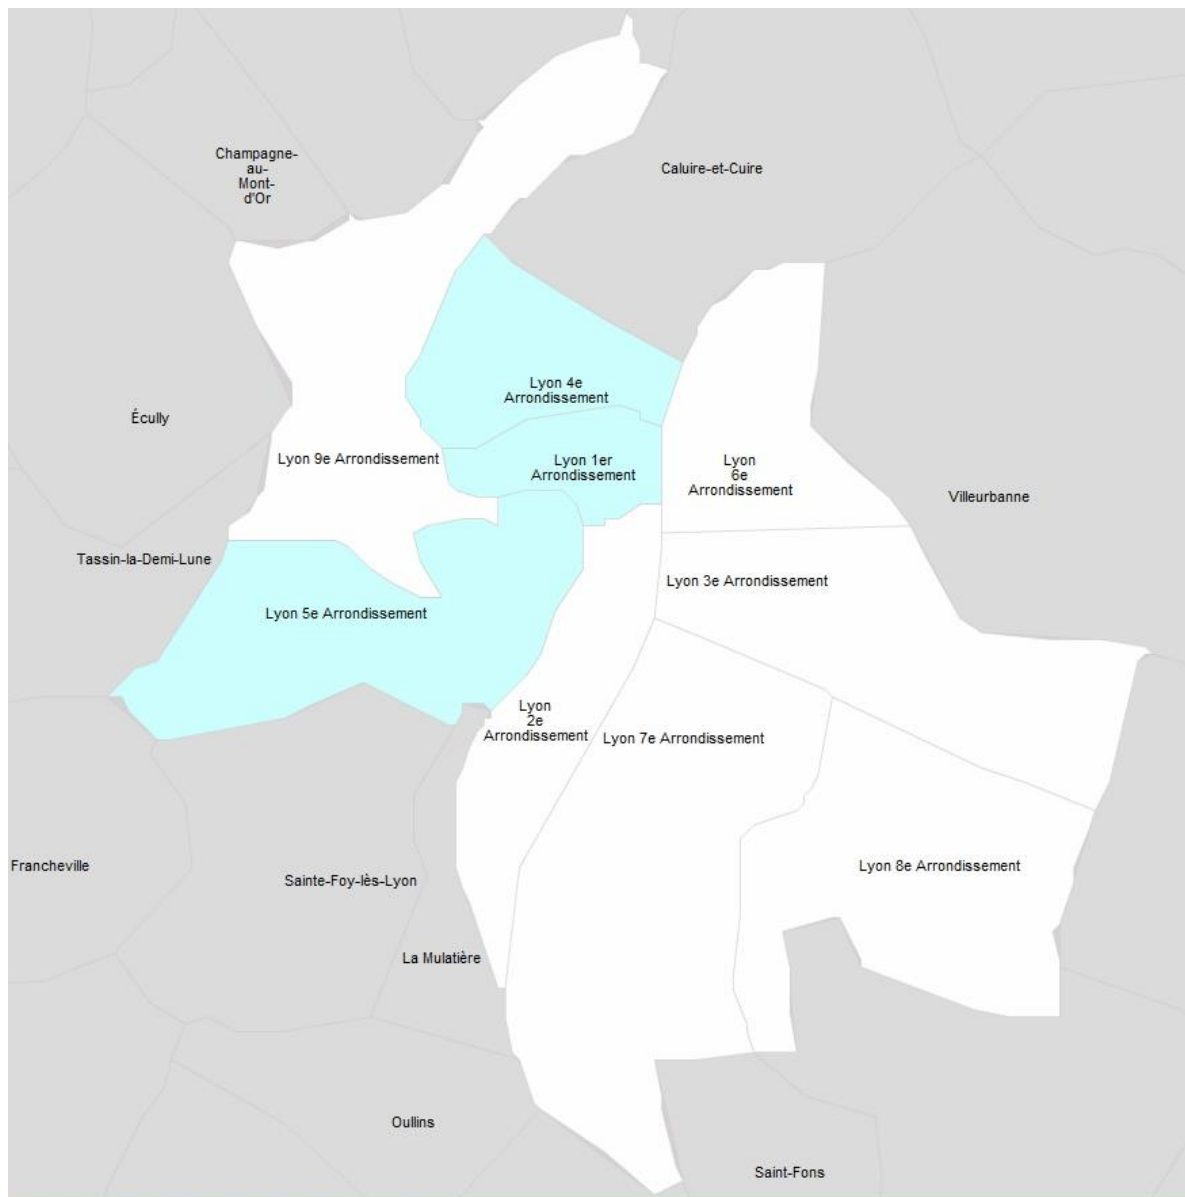 Champagne-
au-
Mont-
d'Or
Caluire-et-Cuire
Lyon 4e
Arrondissement
Écully
Lyon 9e Arrondissement
Lyon 1er
Arrondissement
Lyon
6e
Arrondissement
Villeurbanne
Tassin-la-Demi-Lune
Lyon 3e Arrondissement
Lyon 5e Arrondissement
Lyon
2e
Arrondissement
Lyon 7e Arrondissement
Francheville
Sainte-Foy-lès-Lyon
Lyon 8e Arrondissement
La Mulatière
Oullins
Saint-Fons